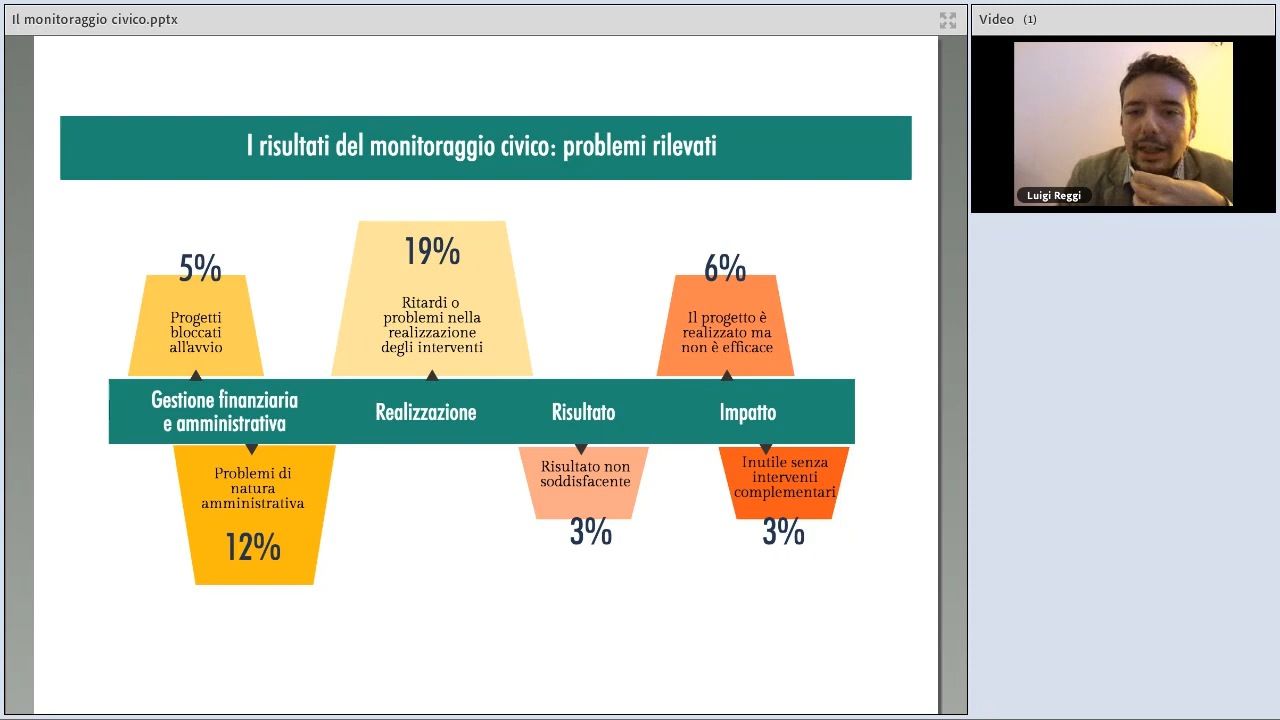 Il monitoraggio civico.pptx
Video (1)
Luigi Reggi
I risultati del monitoraggio civico: problemi rilevati
5%
Progetti
bloccati
all'avvio
19%
Ritardi o
problemi nella
realizzazione
degli interventi
6%
Il progetto è
realizzato ma
non è efficace
Gestione finanziaria
e amministrativa
Realizzazione
Risultato
Impatto
Problemi di
natura
amministrativa
12%
Risultato non
soddisfacente
3%
Inutile senza
interventi
complementari
3%